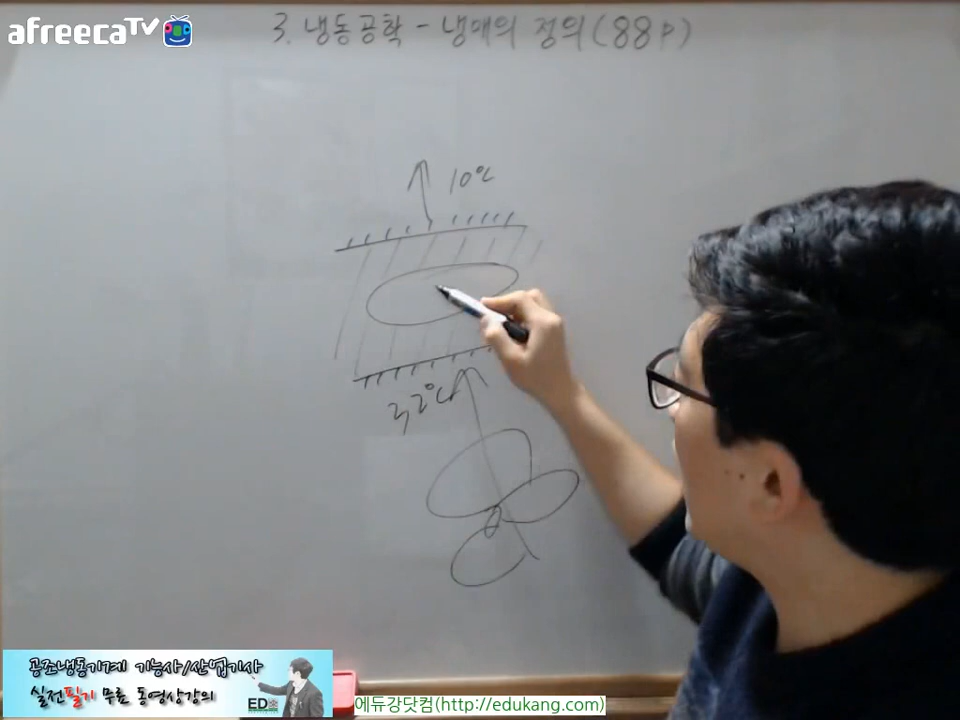 afreecaTV
3. 냉동공학 - 냉매의 정의(88P)
10℃
32℃
공조냉동기계 기능사/산업기사
실전필기 무료 동영상강의
ED
에듀강닷컴(http://edukang.com)